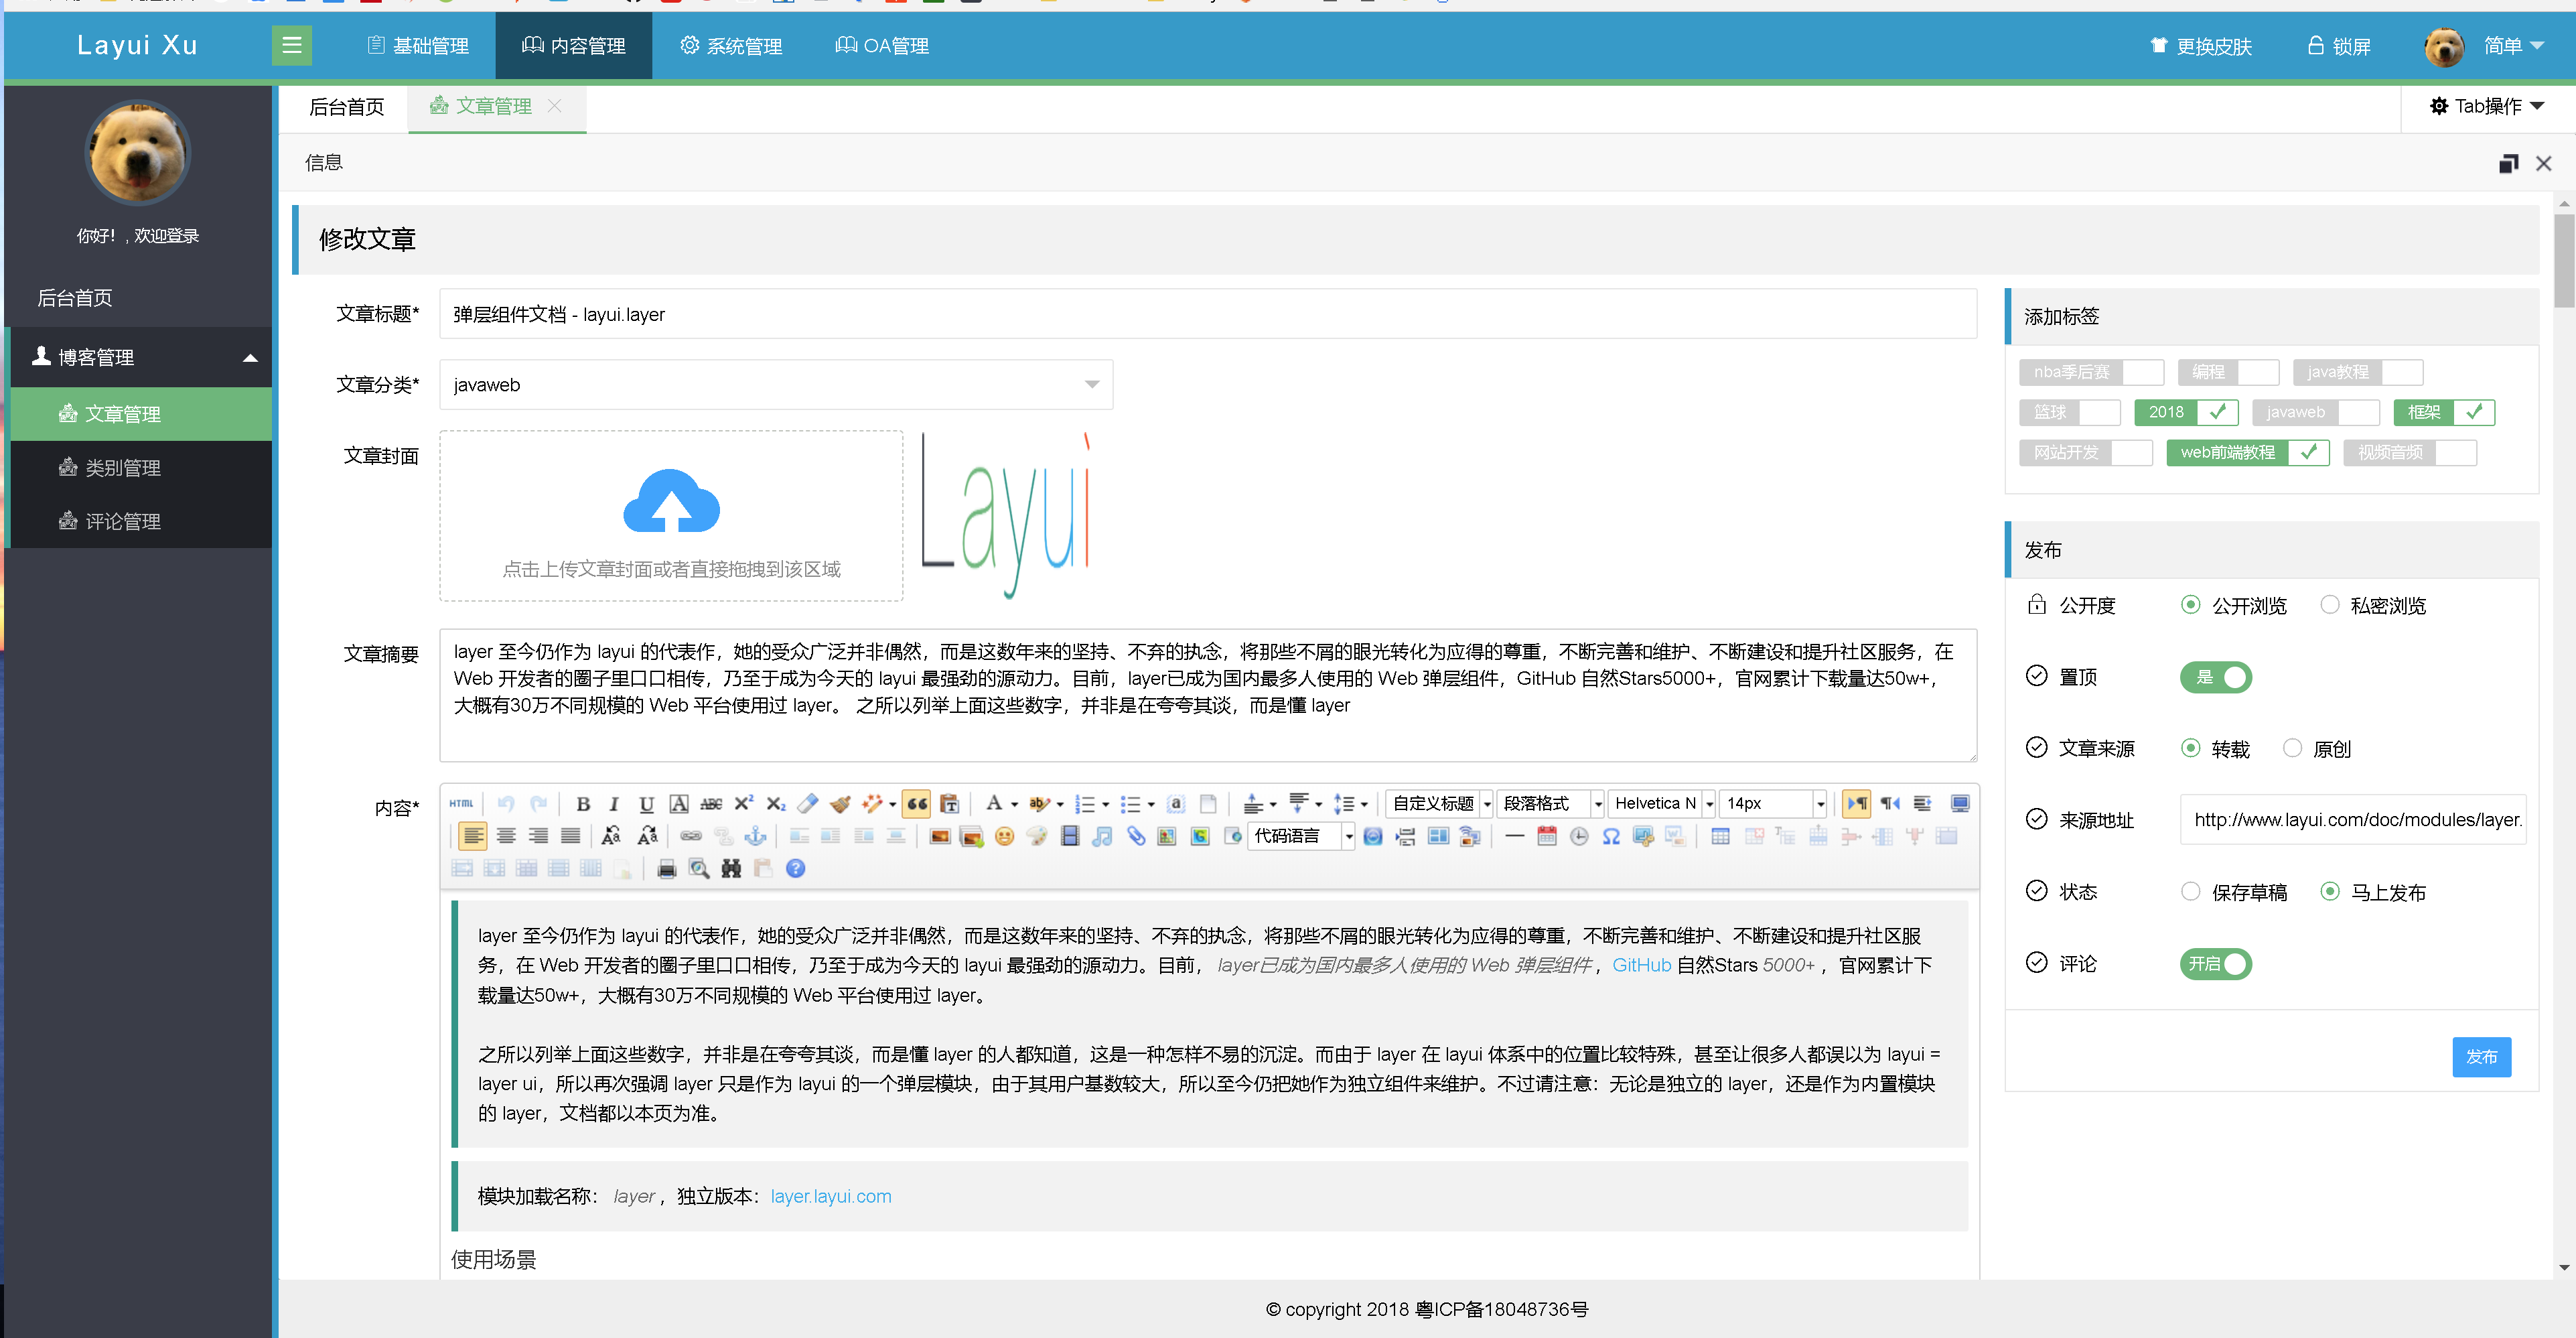 Layui Xu
基础管理
内容管理
系统管理
OA管理
更换皮肤
锁屏
简单
你好!,欢迎登录
后台首页
博客管理
文章管理
类别管理
评论管理
后台首页
文章管理
Tab操作
信息
修改文章
文章标题*
弹层组件文档 - layui.layer
文章分类*
javaweb
文章封面
点击上传文章封面或者直接拖拽到该区域
Layui
文章摘要
layer 至今仍作为 layui 的代表作，她的受众广泛并非偶然，而是这数年来的坚持、不弃的执念，将那些不屑的眼光转化为应得的尊重，不断完善和维护、不断建设和提升社区服务，在
Web 开发者的圈子里口口相传，乃至于成为今天的 layui 最强劲的源动力。目前，layer已成为国内最多人使用的 Web 弹层组件，GitHub 自然Stars5000+，官网累计下载量达50w+，
大概有30万不同规模的 Web 平台使用过 layer。 之所以列举上面这些数字，并非是在夸夸其谈，而是懂 layer
内容*
HTML
自定义标题
段落格式
Helvetica N
14px
代码语言
layer 至今仍作为 layui 的代表作，她的受众广泛并非偶然，而是这数年来的坚持、不弃的执念，将那些不屑的眼光转化为应得的尊重，不断完善和维护、不断建设和提升社区服
务，在 Web 开发者的圈子里口口相传，乃至于成为今天的 layui 最强劲的源动力。目前， layer已成为国内最多人使用的 Web 弹层组件 ，GitHub 自然Stars 5000+ ，官网累计下
载量达50w+，大概有30万不同规模的 Web 平台使用过 layer。
之所以列举上面这些数字，并非是在夸夸其谈，而是懂 layer 的人都知道，这是一种怎样不易的沉淀。而由于 layer 在 layui 体系中的位置比较特殊，甚至让很多人都误以为 layui =
layer ui，所以再次强调 layer 只是作为 layui 的一个弹层模块，由于其用户基数较大，所以至今仍把她作为独立组件来维护。不过请注意：无论是独立的 layer，还是作为内置模块
的 layer，文档都以本页为准。
模块加载名称： layer ，独立版本：layer.layui.com
使用场景
添加标签
nba季后赛
编程
java教程
篮球
2018
javaweb
框架
网站开发
web前端教程
视频音频
发布
公开度
公开浏览
私密浏览
置顶
是
文章来源
转载
原创
来源地址
http://www.layui.com/doc/modules/layer.
状态
保存草稿
马上发布
评论
开启
发布
© copyright 2018 粤ICP备18048736号